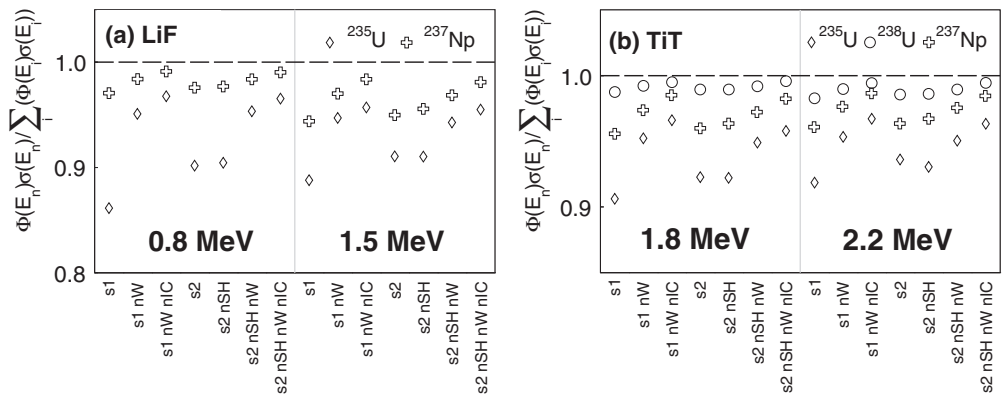 (a) LiF
²³⁵U
²³⁷Np
Φ(Eₙ)σ(Eₙ)/∑ᵢ(Φ(Eᵢ)σ(Eᵢ))
1.0
0.9
0.8
0.8 MeV
1.5 MeV
s1
s1 nW
s1 nW nIC
s2
s2 nSH
s2 nSH nW
s2 nSH nW nIC
s1
s1 nW
s1 nW nIC
s2
s2 nSH
s2 nSH nW
s2 nSH nW nIC
(b) TiT
²³⁵U
²³⁸U
²³⁷Np
Φ(Eₙ)σ(Eₙ)/∑ᵢ(Φ(Eᵢ)σ(Eᵢ))
1.0
0.9
1.8 MeV
2.2 MeV
s1
s1 nW
s1 nW nIC
s2
s2 nSH
s2 nSH nW
s2 nSH nW nIC
s1
s1 nW
s1 nW nIC
s2
s2 nSH
s2 nSH nW
s2 nSH nW nIC